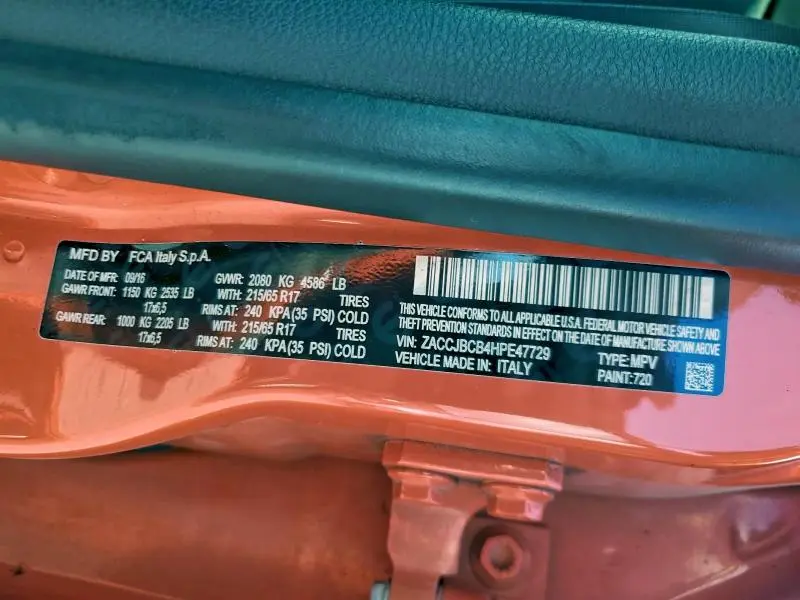 MFD BY FCA Italy S.p.A.
DATE OF MFR: 09/16 GVWR: 2080 KG 4586 LB
GAWR FRONT: 1150 KG 2535 LB WITH: 215/65 R17 TIRES
17x6,5 RIMS AT: 240 KPA (35 PSI) COLD
GAWR REAR: 1000 KG 2205 LB WITH: 215/65 R17 TIRES
17x6,5 RIMS AT: 240 KPA (35 PSI) COLD
THIS VEHICLE CONFORMS TO ALL APPLICABLE U.S.A. FEDERAL MOTOR VEHICLE SAFETY AND
THEFT PREVENTION STANDARDS IN EFFECT ON THE DATE OF MANUFACTURE SHOWN ABOVE
VIN: ZACCJBCB4HPE47729 TYPE: MPV
VEHICLE MADE IN: ITALY PAINT: 720